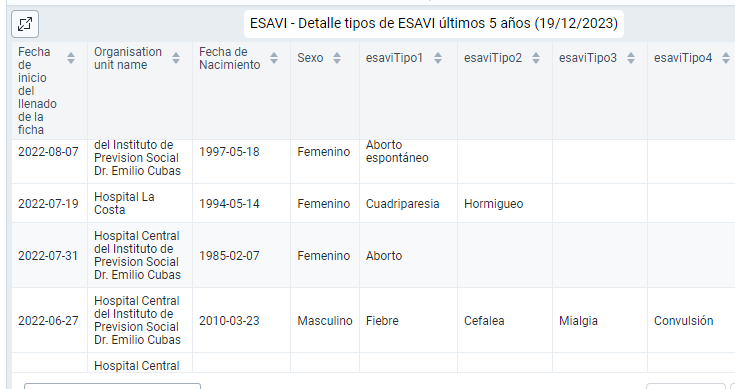 ESAVI - Detalle tipos de ESAVI últimos 5 años (19/12/2023)
Fecha de inicio del llenado de la ficha
Organisation unit name
Fecha de Nacimiento
Sexo
esaviTipo1
esaviTipo2
esaviTipo3
esaviTipo4
2022-08-07
del Instituto de Prevision Social Dr. Emilio Cubas
1997-05-18
Femenino
Aborto espontáneo
2022-07-19
Hospital La Costa
1994-05-14
Femenino
Cuadriparesia
Hormigueo
2022-07-31
Hospital Central del Instituto de Prevision Social Dr. Emilio Cubas
1985-02-07
Femenino
Aborto
2022-06-27
Hospital Central del Instituto de Prevision Social Dr. Emilio Cubas
2010-03-23
Masculino
Fiebre
Cefalea
Mialgia
Convulsión
Hospital Central